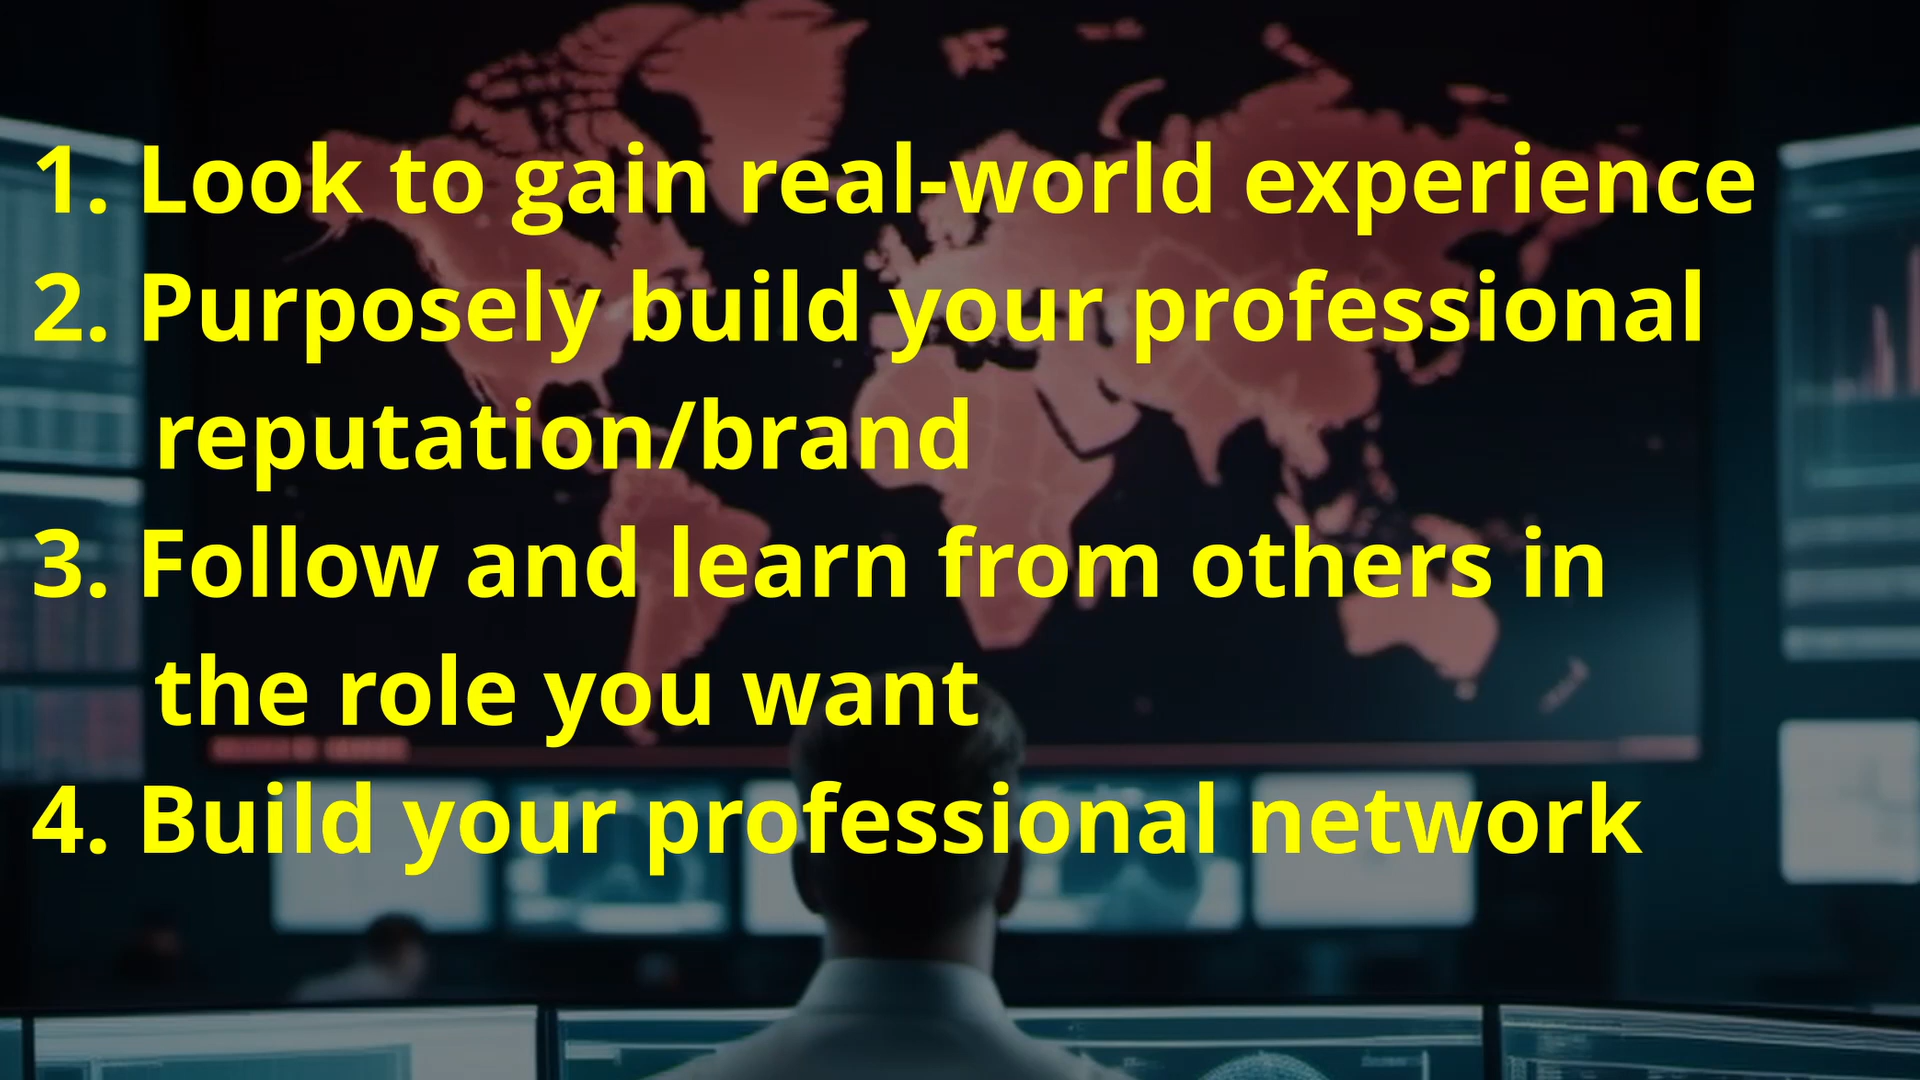 1. Look to gain real-world experience
2. Purposely build your professional
reputation/brand
3. Follow and learn from others in
the role you want
4. Build your professional network